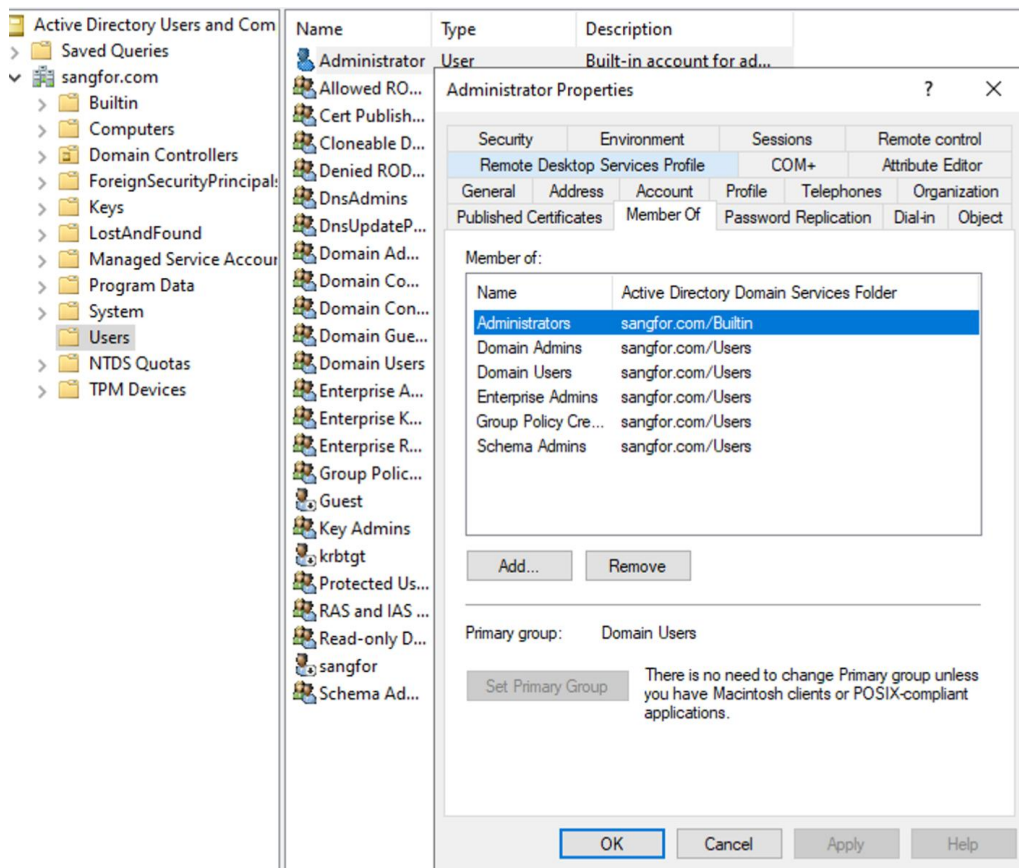 Active Directory Users and Com
Saved Queries
sangfor.com
Builtin
Computers
Domain Controllers
ForeignSecurityPrincipal:
Keys
LostAndFound
Managed Service Accour
Program Data
System
Users
NTDS Quotas
TPM Devices
Name Type Description
Administrator User Built-in account for ad...
Allowed RO...
Cert Publish...
Cloneable D...
Denied ROD...
DnsAdmins
DnsUpdateP...
Domain Ad...
Domain Co...
Domain Con...
Domain Gue...
Domain Users
Enterprise A...
Enterprise K...
Enterprise R...
Group Polic...
Guest
Key Admins
krbtgt
Protected Us...
RAS and IAS ...
Read-only D...
sangfor
Schema Ad...
Administrator Properties ? X
Security Environment Sessions Remote control
Remote Desktop Services Profile COM+ Attribute Editor
General Address Account Profile Telephones Organization
Published Certificates Member Of Password Replication Dial-in Object
Member of:
Name Active Directory Domain Services Folder
Administrators sangfor.com/Builtin
Domain Admins sangfor.com/Users
Domain Users sangfor.com/Users
Enterprise Admins sangfor.com/Users
Group Policy Cre... sangfor.com/Users
Schema Admins sangfor.com/Users
Add... Remove
Primary group: Domain Users
Set Primary Group
There is no need to change Primary group unless
you have Macintosh clients or POSIX-compliant
applications.
OK Cancel Apply Help